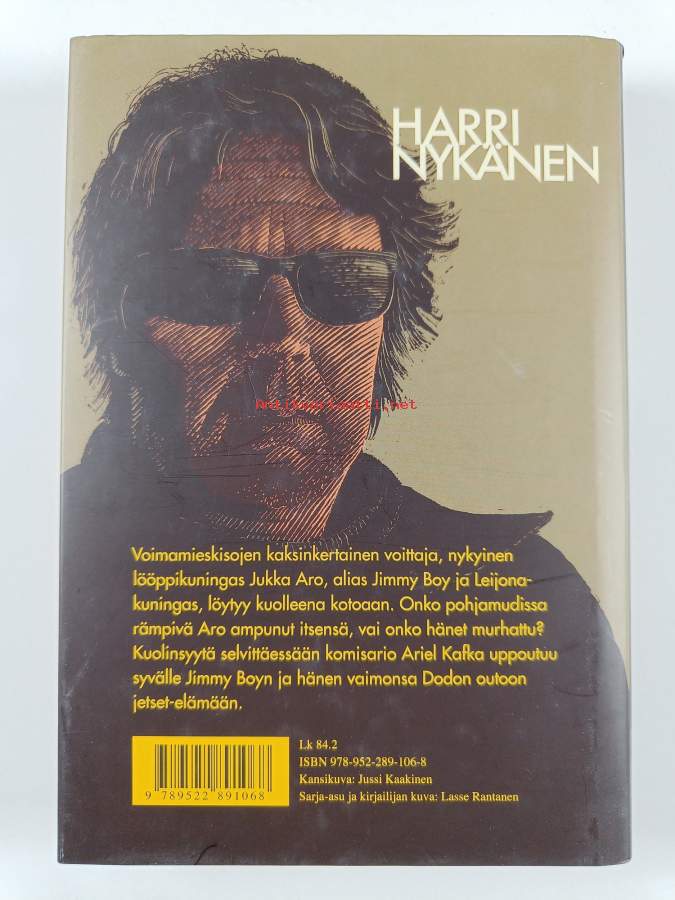 HARRI
NYKÄNEN
Antikvariaatti.net
Voimamieskisojen kaksinkertainen voittaja, nykyinen
lööppikuningas Jukka Aro, alias Jimmy Boy ja Leijona-
kuningas, löytyy kuolleena kotoaan. Onko pohjamudissa
rämpivä Aro ampunut itsensä, vai onko hänet murhattu?
Kuolinsyytä selvittäessään komisario Ariel Kafka uppoutuu
syvälle Jimmy Boyn ja hänen vaimonsa Dodon outoon
jetset-elämään.
Lk 84.2
ISBN 978-952-289-106-8
Kansikuva: Jussi Kaakinen
Sarja-asu ja kirjailijan kuva: Lasse Rantanen
9 789522 891068